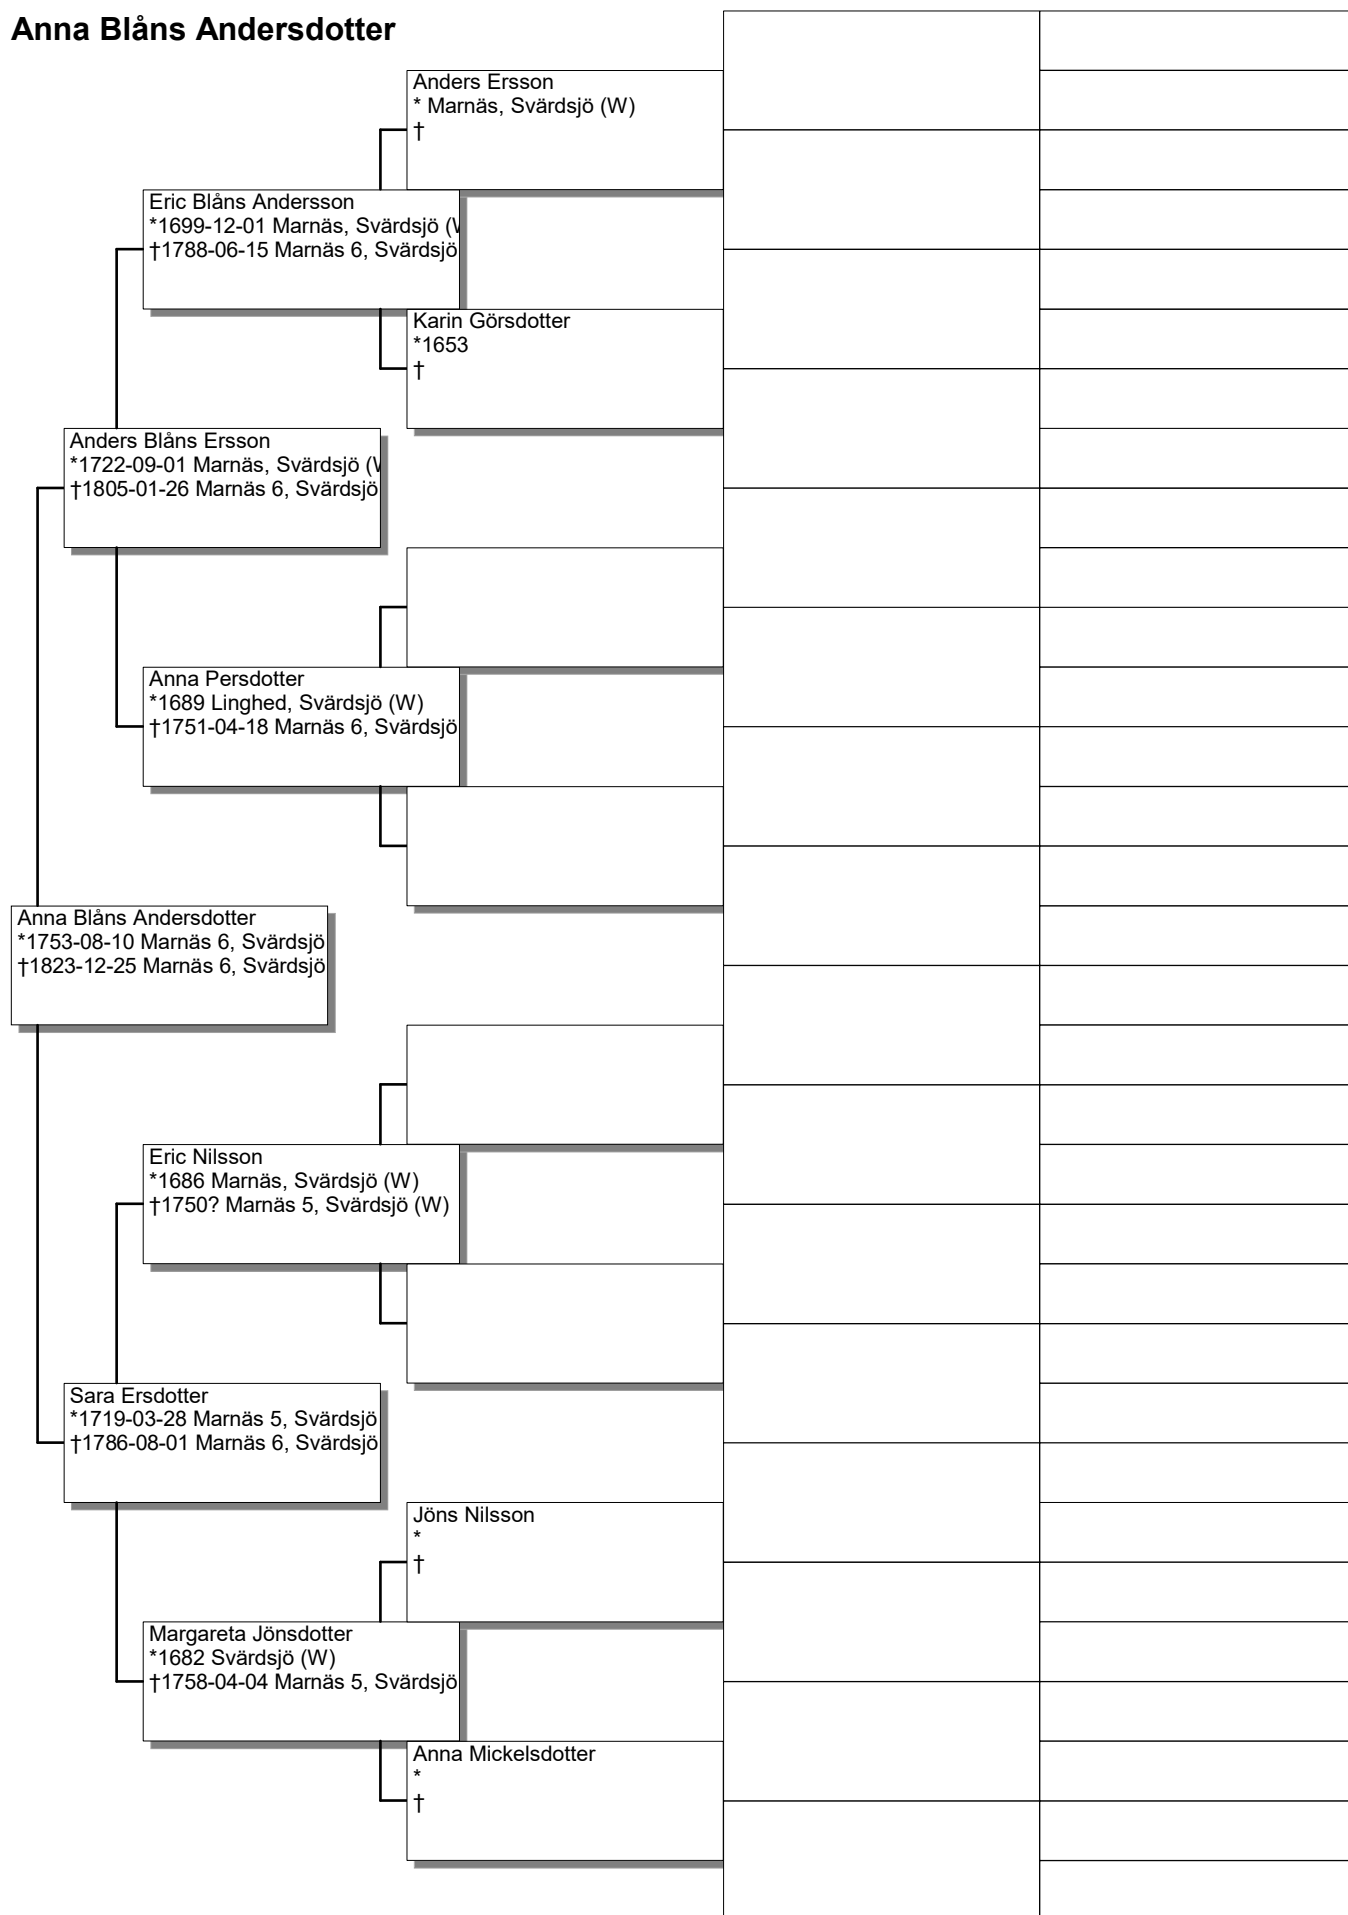 Anna Blåns Andersdotter
Anders Ersson
* Marnäs, Svärdsjö (W)
†
Eric Blåns Andersson
*1699-12-01 Marnäs, Svärdsjö (W
†1788-06-15 Marnäs 6, Svärdsjö
Karin Görsdotter
*1653
†
Anders Blåns Ersson
*1722-09-01 Marnäs, Svärdsjö (W
†1805-01-26 Marnäs 6, Svärdsjö
Anna Persdotter
*1689 Linghed, Svärdsjö (W)
†1751-04-18 Marnäs 6, Svärdsjö
Anna Blåns Andersdotter
*1753-08-10 Marnäs 6, Svärdsjö
†1823-12-25 Marnäs 6, Svärdsjö
Eric Nilsson
*1686 Marnäs, Svärdsjö (W)
†1750? Marnäs 5, Svärdsjö (W)
Sara Ersdotter
*1719-03-28 Marnäs 5, Svärdsjö
†1786-08-01 Marnäs 6, Svärdsjö
Jöns Nilsson
*
†
Margareta Jönsdotter
*1682 Svärdsjö (W)
†1758-04-04 Marnäs 5, Svärdsjö
Anna Mickelsdotter
*
†